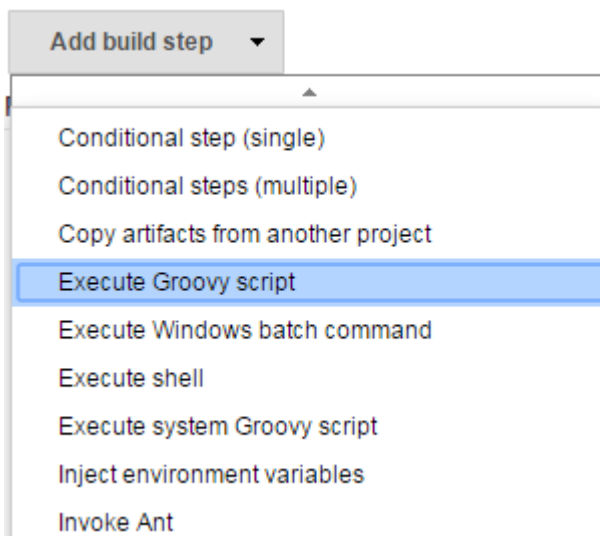 Add build step
Conditional step (single)
Conditional steps (multiple)
Copy artifacts from another project
Execute Groovy script
Execute Windows batch command
Execute shell
Execute system Groovy script
Inject environment variables
Invoke Ant